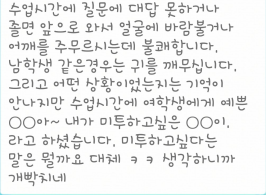 수업시간에 질문에 대답 못하거나
졸면 앞으로 와서 얼굴에 바람불거나
어깨를 주무르시는데 불쾌합니다.
남학생 같은경우는 귀를 깨무십니다.
그리고 어떤 상황이었는지는 기억이
안나지만 수업시간에 여학생에게 예쁜
○○아~ 내가 미투하고싶은 ○○이.
라고 하셨습니다. 미투하고싶다는
말은 뭘까요 대체 ㅋㅋ 생각하니까
개빡치네